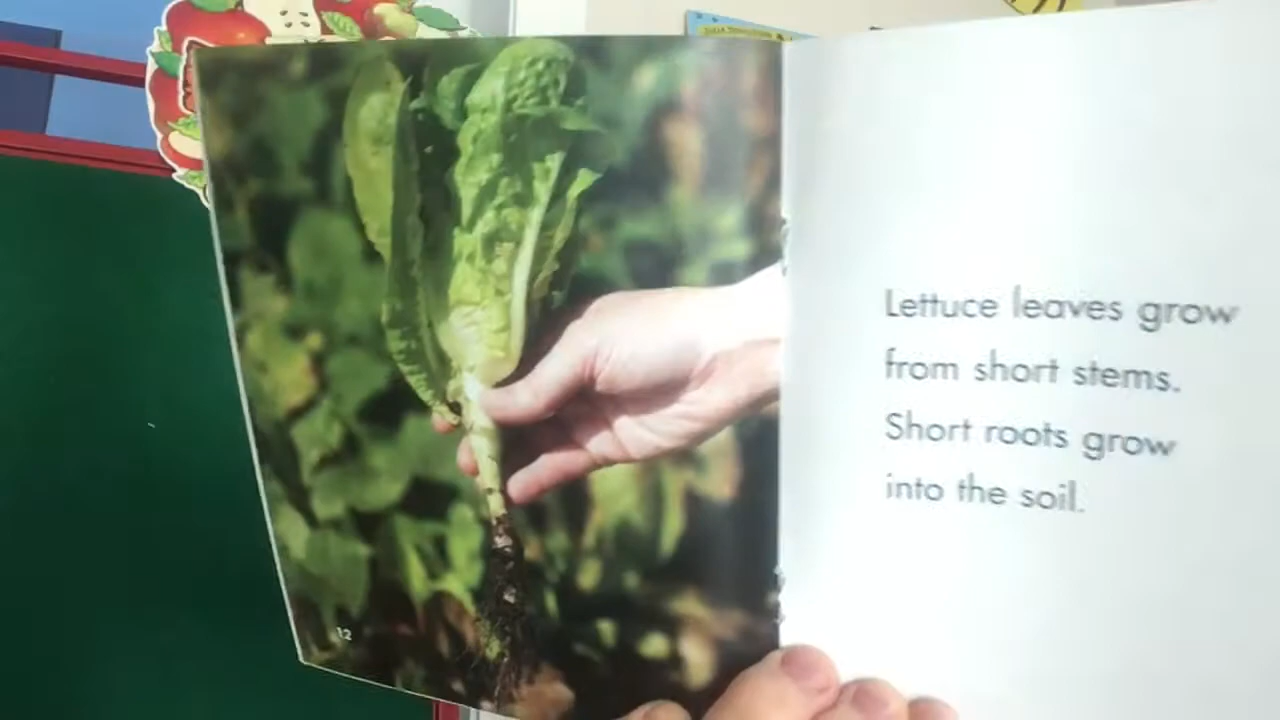 12
Lettuce leaves grow
from short stems.
Short roots grow
into the soil.